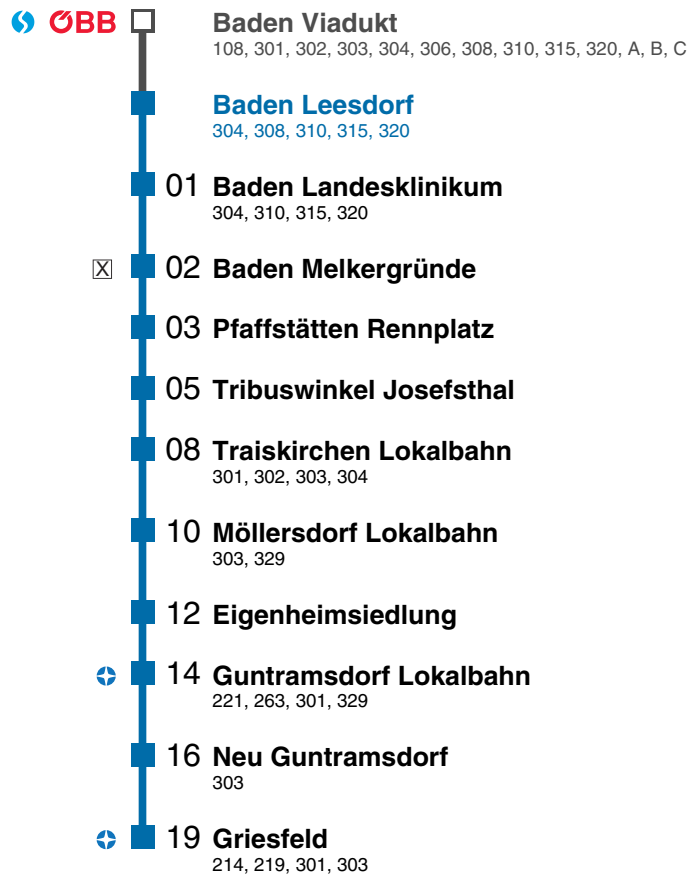 ÖBB Baden Viadukt
108, 301, 302, 303, 304, 306, 308, 310, 315, 320, A, B, C
Baden Leesdorf
304, 308, 310, 315, 320
01 Baden Landesklinikum
304, 310, 315, 320
X 02 Baden Melkergründe
03 Pfaffstätten Rennplatz
05 Tribuswinkel Josefsthal
08 Traiskirchen Lokalbahn
301, 302, 303, 304
10 Möllersdorf Lokalbahn
303, 329
12 Eigenheimsiedlung
14 Guntramsdorf Lokalbahn
221, 263, 301, 329
16 Neu Guntramsdorf
303
19 Griesfeld
214, 219, 301, 303